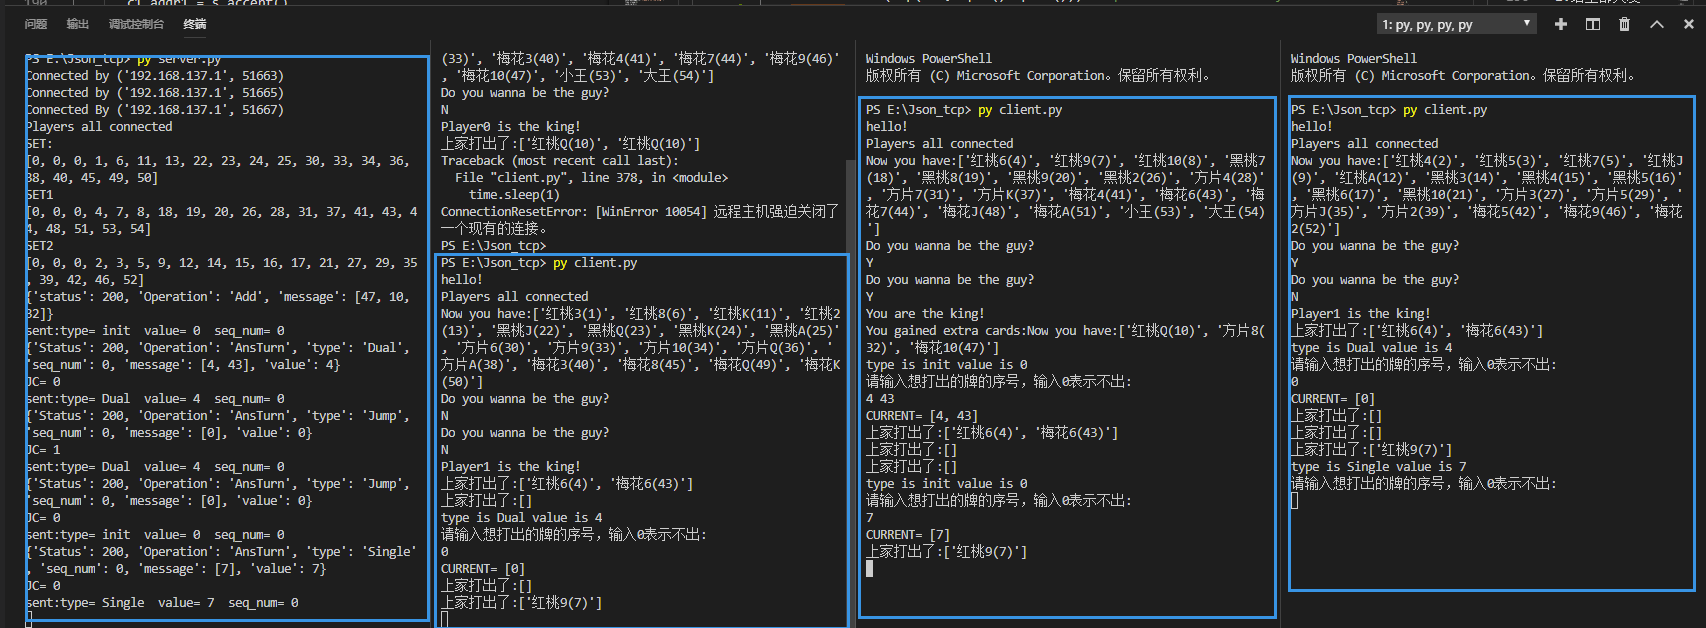 c1,addr1 = s.accept()
问题 输出 调试控制台 终端
1: py, py, py, py
PS E:\Json_tcp> py server.py
Connected by ('192.168.137.1', 51663)
Connected By ('192.168.137.1', 51665)
Connected By ('192.168.137.1', 51667)
Players all connected
SET:
[0, 0, 0, 1, 6, 11, 13, 22, 23, 24, 25, 30, 33, 34, 36,
38, 40, 45, 49, 50]
SET1
[0, 0, 0, 4, 7, 8, 18, 19, 20, 26, 28, 31, 37, 41, 43, 4
4, 48, 51, 53, 54]
SET2
[0, 0, 0, 2, 3, 5, 9, 12, 14, 15, 16, 17, 21, 27, 29, 35
, 39, 42, 46, 52]
{'status': 200, 'Operation': 'Add', 'message': [47, 10,
32]}
sent:type= init  value= 0  seq_num= 0
{'Status': 200, 'Operation': 'AnsTurn', 'type': 'Dual',
'seq_num': 0, 'message': [4, 43], 'value': 4}
JC= 0
sent:type= Dual  value= 4  seq_num= 0
{'Status': 200, 'Operation': 'AnsTurn', 'type': 'Jump',
'seq_num': 0, 'message': [0], 'value': 0}
JC= 1
sent:type= Dual  value= 4  seq_num= 0
{'Status': 200, 'Operation': 'AnsTurn', 'type': 'Jump',
'seq_num': 0, 'message': [0], 'value': 0}
JC= 0
sent:type= init  value= 0  seq_num= 0
{'Status': 200, 'Operation': 'AnsTurn', 'type': 'Single'
, 'seq_num': 0, 'message': [7], 'value': 7}
JC= 0
sent:type= Single  value= 7  seq_num= 0
(33)', '梅花3(40)', '梅花4(41)', '梅花7(44)', '梅花9(46)'
, '梅花10(47)', '小王(53)', '大王(54)']
Do you wanna be the guy?
N
Player0 is the king!
上家打出了:['红桃Q(10)', '红桃Q(10)']
Traceback (most recent call last):
File "client.py", line 378, in <module>
time.sleep(1)
ConnectionResetError: [WinError 10054] 远程主机强迫关闭了
一个现有的连接。
PS E:\Json_tcp>
PS E:\Json_tcp> py client.py
hello!
Players all connected
Now you have:['红桃3(1)', '红桃8(6)', '红桃K(11)', '红桃2
(13)', '黑桃J(22)', '黑桃Q(23)', '黑桃K(24)', '黑桃A(25)'
, '方片6(30)', '方片9(33)', '方片10(34)', '方片Q(36)', '
方片A(38)', '梅花3(40)', '梅花8(45)', '梅花Q(49)', '梅花K
(50)']
Do you wanna be the guy?
N
Do you wanna be the guy?
N
Player1 is the king!
上家打出了:['红桃6(4)', '梅花6(43)']
上家打出了:[]
type is Dual value is 4
请输入想打出的牌的序号，输入0表示不出：
0
CURRENT= [0]
上家打出了:[]
上家打出了:['红桃9(7)']
Windows PowerShell
版权所有 (C) Microsoft Corporation。保留所有权利。
PS E:\Json_tcp> py client.py
hello!
Players all connected
Now you have:['红桃6(4)', '红桃9(7)', '红桃10(8)', '黑桃7
(18)', '黑桃8(19)', '黑桃9(20)', '黑桃2(26)', '方片4(28)'
, '方片7(31)', '方片K(37)', '梅花4(41)', '梅花6(43)', '梅
花7(44)', '梅花J(48)', '梅花A(51)', '小王(53)', '大王(54)
']
Do you wanna be the guy?
Y
Do you wanna be the guy?
Y
You are the king!
You gained extra cards:Now you have:['红桃Q(10)', '方片8(
32)', '梅花10(47)']
type is init value is 0
请输入想打出的牌的序号，输入0表示不出：
4 43
CURRENT= [4, 43]
上家打出了:['红桃6(4)', '梅花6(43)']
上家打出了:[]
上家打出了:[]
type is init value is 0
请输入想打出的牌的序号，输入0表示不出：
7
CURRENT= [7]
上家打出了:['红桃9(7)']
Windows PowerShell
版权所有 (C) Microsoft Corporation。保留所有权利。
PS E:\Json_tcp> py client.py
hello!
Players all connected
Now you have:['红桃4(2)', '红桃5(3)', '红桃7(5)', '红桃J
(9)', '红桃A(12)', '黑桃3(14)', '黑桃4(15)', '黑桃5(16)'
, '黑桃6(17)', '黑桃10(21)', '方片3(27)', '方片5(29)', '
方片J(35)', '方片2(39)', '梅花5(42)', '梅花9(46)', '梅花
2(52)']
Do you wanna be the guy?
Y
Do you wanna be the guy?
N
Player1 is the king!
上家打出了:['红桃6(4)', '梅花6(43)']
type is Dual value is 4
请输入想打出的牌的序号，输入0表示不出：
0
CURRENT= [0]
上家打出了:[]
上家打出了:[]
上家打出了:['红桃9(7)']
type is Single value is 7
请输入想打出的牌的序号，输入0表示不出：